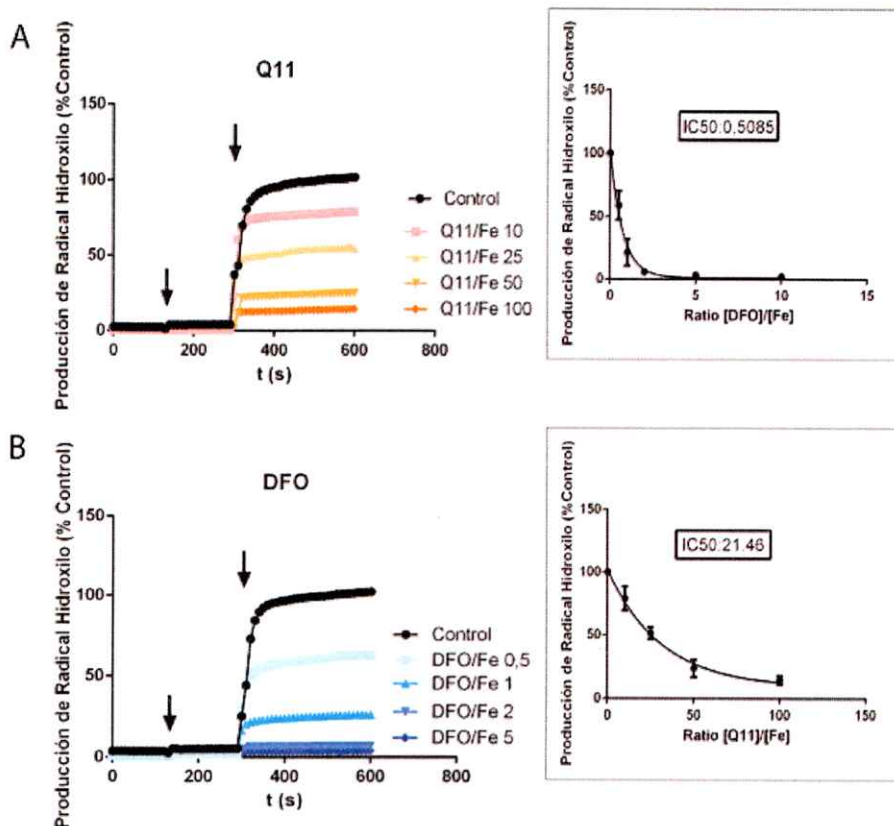 A
Q11
Producción de Radical Hidroxilo (%Control)
150
100
50
0
0
200
400
600
800
t (s)
Control
Q11/Fe 10
Q11/Fe 25
Q11/Fe 50
Q11/Fe 100
Producción de Radical Hidroxilo (%Control)
150
100
50
0
0
5
10
15
Ratio [DFO]/[Fe]
IC50:0,5085
B
DFO
Producción de Radical Hidroxilo (% Control)
150
100
50
0
0
200
400
600
800
t (s)
Control
DFO/Fe 0,5
DFO/Fe 1
DFO/Fe 2
DFO/Fe 5
Producción de Radical Hidroxilo (%Control)
150
100
50
0
0
50
100
150
Ratio [Q11]/[Fe]
IC50:21.46